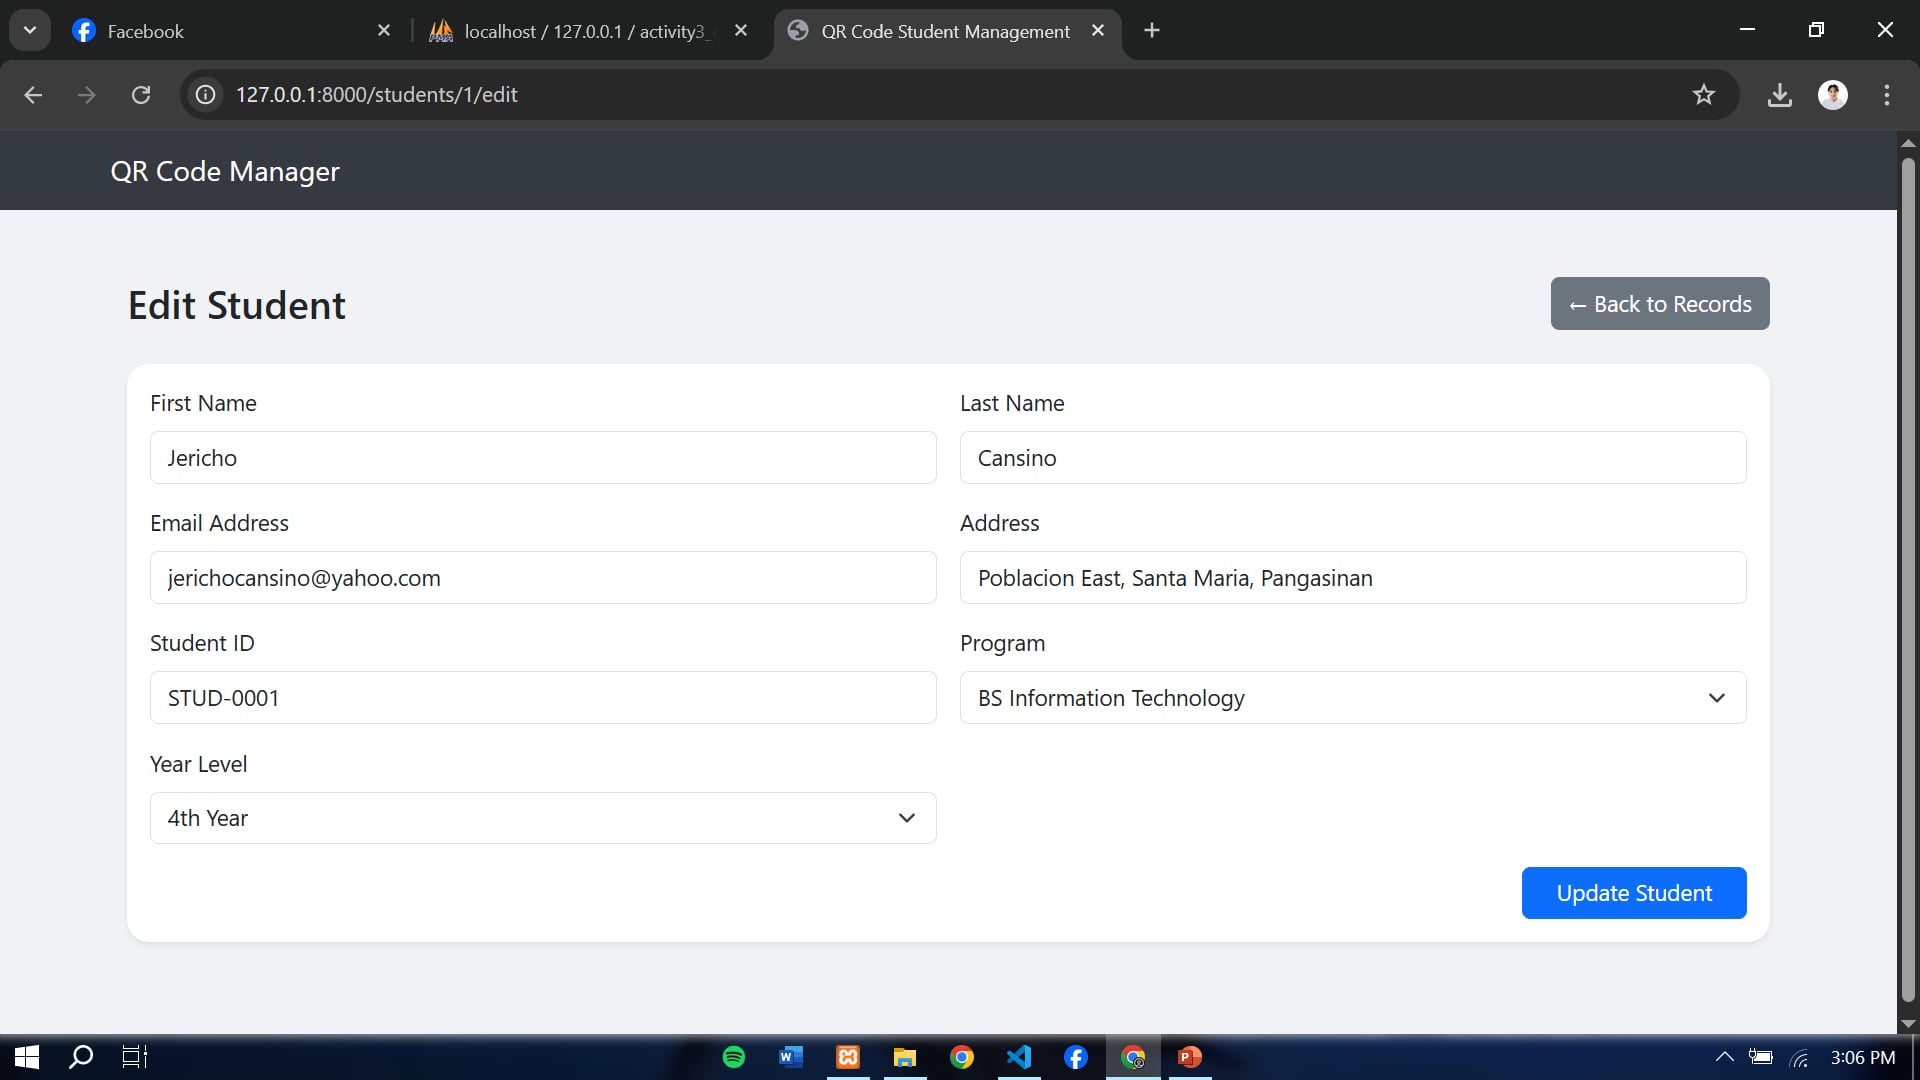 Facebook
localhost / 127.0.0.1 / activity3_
QR Code Student Management
127.0.0.1:8000/students/1/edit
QR Code Manager
Edit Student
← Back to Records
First Name
Last Name
Jericho
Cansino
Email Address
Address
jerichocansino@yahoo.com
Poblacion East, Santa Maria, Pangasinan
Student ID
Program
STUD-0001
BS Information Technology
Year Level
4th Year
Update Student
3:06 PM